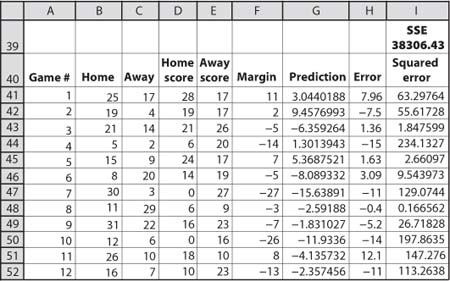 A B C D E F G H I
39 SSE 38306.43
40 Game # Home Away Home score Away score Margin Prediction Error Squared error
41 1 25 17 28 17 11 3.0440188 7.96 63.29764
42 2 19 4 19 17 2 9.4576993 −7.5 55.61728
43 3 21 14 21 26 −5 −6.359264 1.36 1.847599
44 4 5 2 6 20 −14 1.3013943 −15 234.1327
45 5 15 9 24 17 7 5.3687521 1.63 2.66097
46 6 8 20 14 19 −5 −8.089332 3.09 9.543973
47 7 30 3 0 27 −27 −15.63891 −11 129.0744
48 8 11 29 6 9 −3 −2.59188 −0.4 0.166562
49 9 31 22 16 23 −7 −1.831027 −5.2 26.71828
50 10 12 6 0 16 −26 −11.9336 −14 197.8635
51 11 26 10 18 10 8 −4.135732 12.1 147.276
52 12 16 7 10 23 −13 −2.357456 −11 113.2638